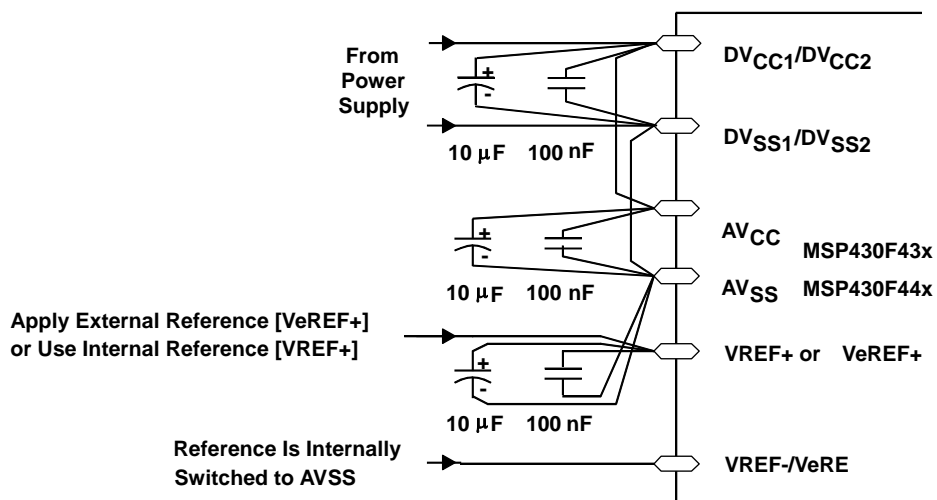 From
Power
Supply
+
-
10 μF 100 nF
DVCC1/DVCC2
DVSS1/DVSS2
+
-
10 μF 100 nF
AVCC
MSP430F43x
AVSS MSP430F44x
Apply External Reference [VeREF+]
or Use Internal Reference [VREF+]
+
-
10 μF 100 nF
VREF+ or VeREF+
Reference Is Internally
Switched to AVSS
VREF-/VeRE